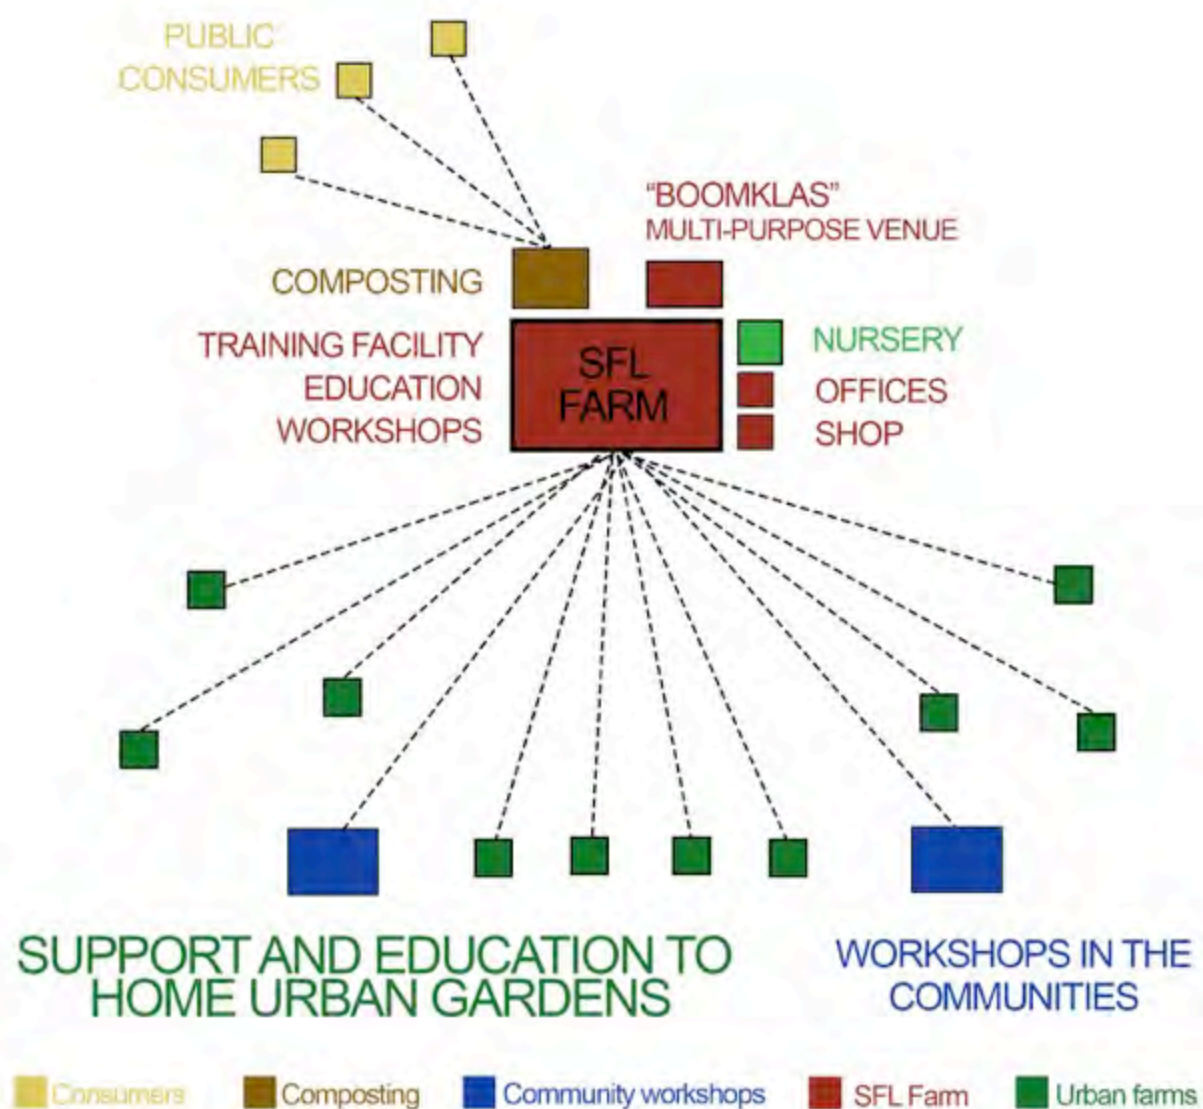 PUBLIC
CONSUMERS
“BOOMKLAS”
MULTI-PURPOSE VENUE
COMPOSTING
TRAINING FACILITY
EDUCATION
WORKSHOPS
SFL
FARM
NURSERY
OFFICES
SHOP
SUPPORT AND EDUCATION TO
HOME URBAN GARDENS
WORKSHOPS IN THE
COMMUNITIES
Consumers
Composting
Community workshops
SFL Farm
Urban farms